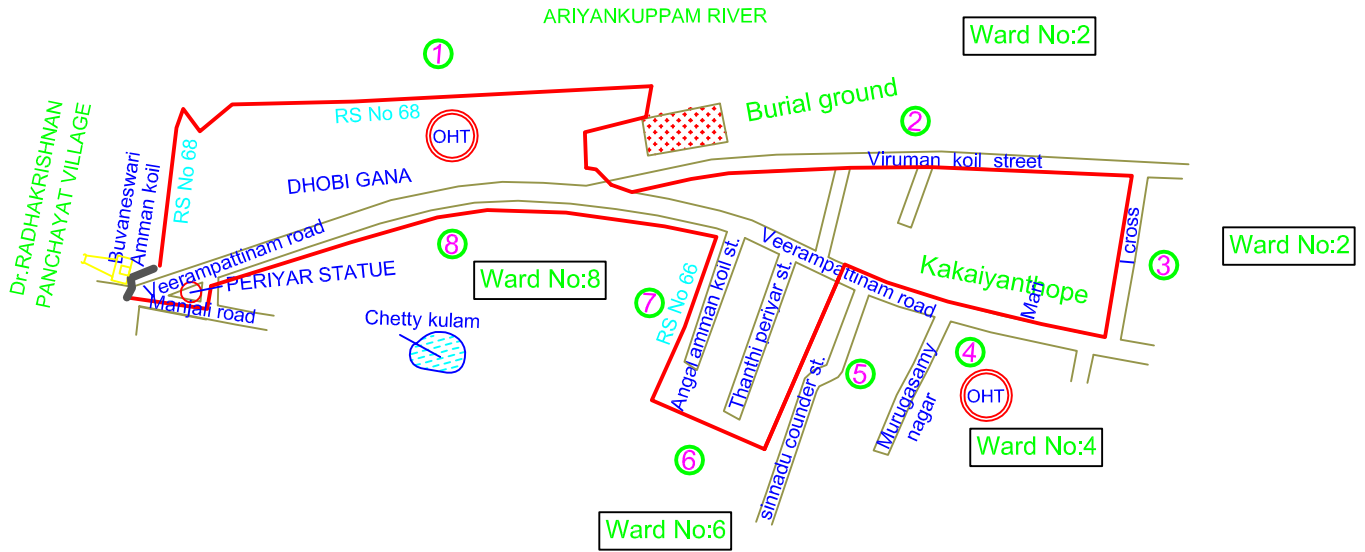 ARIYANKUPPAM RIVER
Ward No:2
1
Dr.RADHAKRISHNAN
PANCHAYAT VILLAGE
RS No 68
RS No 68
OHT
Burial ground
2
Viruman koil street
DHOBI GANA
Buvaneswari
Amman koil
Veerampattinam road
8
PERIYAR STATUE
Manjali road
Ward No:8
Chetty kulam
7
RS No 66
Angal amman koil st.
Thanthi periyar st.
Veerampattinam road
Kakaiyanthope
Mari
I cross
3
Ward No:2
4
OHT
5
Murugasamy
nagar
Ward No:4
sinnadu counder st.
6
Ward No:6